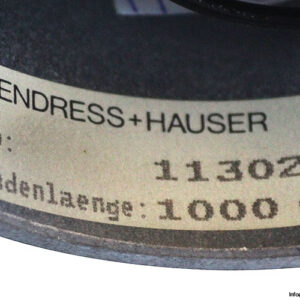 ENDRESS+HAUSER
: 11302
denlaenge: 1000